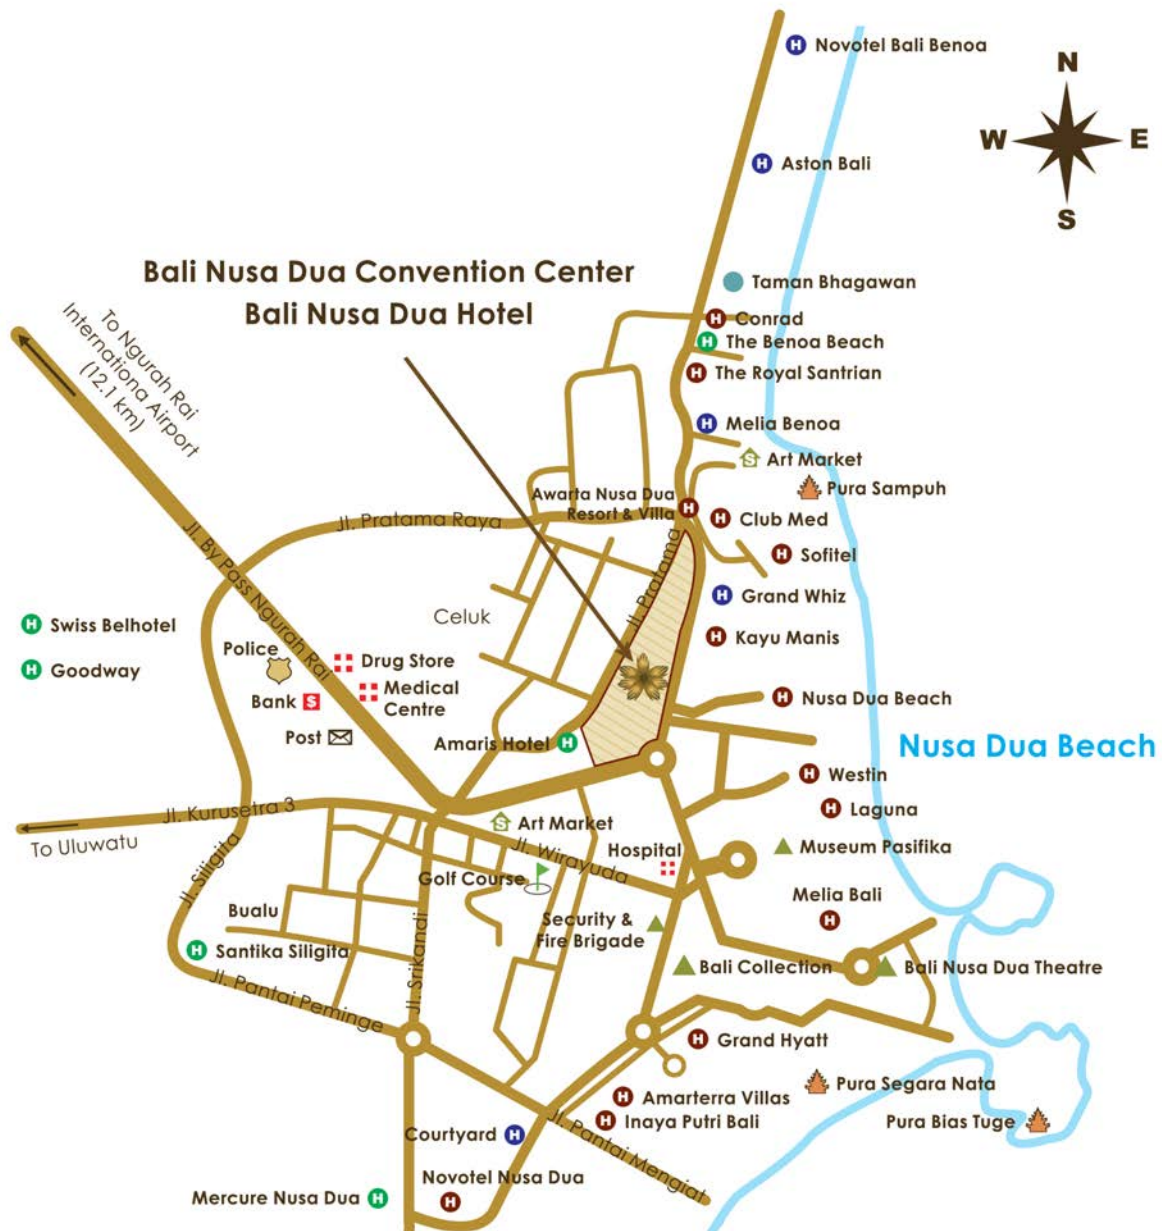 Novotel Bali Benoa
N
W
E
S
Aston Bali
Bali Nusa Dua Convention Center
Bali Nusa Dua Hotel
Taman Bhagawan
To Ngurah Rai
Internationa Airport
(12.1 km)
Conrad
The Benoa Beach
The Royal Santrian
Melia Benoa
Art Market
Pura Sampuh
Awarta Nusa Dua
Resort & Villa
Club Med
Jl. Pratama Raya
Jl. By Pass Ngurah Rai
Jl. Pratama
Sofitel
Grand Whiz
Celuk
Kayu Manis
Swiss Belhotel
Goodway
Police
Drug Store
Bank
Medical
Centre
Post
Amaris Hotel
Nusa Dua Beach
Nusa Dua Beach
Westin
Laguna
Jl. Kurusetra 3
To Uluwatu
Art Market
Jl. Wirayuda
Hospital
Museum Pasifika
Jl. Siligita
Golf Course
Melia Bali
Bualu
Security &
Fire Brigade
Santika Siligita
Jl. Srikandi
Bali Collection
Bali Nusa Dua Theatre
Jl. Pantai Peminge
Grand Hyatt
Pura Segara Nata
Amarterra Villas
Inaya Putri Bali
Pura Bias Tuge
Courtyard
Jl. Pantai Mengiat
Novotel Nusa Dua
Mercure Nusa Dua